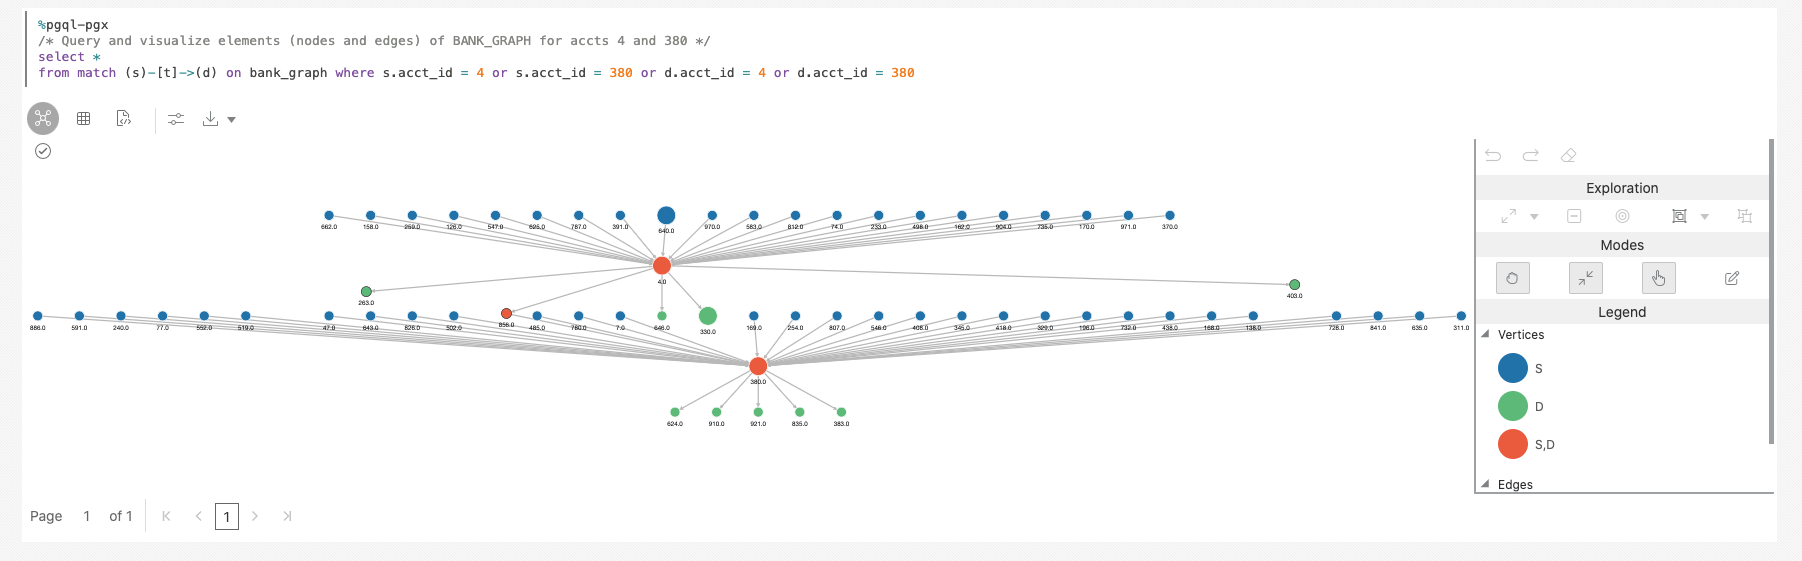 %pgql-pgx
/* Query and visualize elements (nodes and edges) of BANK_GRAPH for accts 4 and 380 */
select *
from match (s)-[t]->(d) on bank_graph where s.acct_id = 4 or s.acct_id = 380 or d.acct_id = 4 or d.acct_id = 380
Exploration
Modes
Legend
Vertices
S
D
S,D
Edges
662.0 158.0 259.0 126.0 547.0 625.0 787.0 391.0 640.0 970.0 583.0 812.0 74.0 233.0 498.0 162.0 904.0 735.0 170.0 971.0 370.0
4.0
263.0 403.0
856.0
886.0 591.0 240.0 77.0 552.0 519.0 47.0 643.0 826.0 502.0 485.0 780.0 7.0 646.0 330.0 169.0 254.0 807.0 546.0 408.0 345.0 418.0 329.0 196.0 732.0 438.0 168.0 138.0 726.0 841.0 635.0 311.0
380.0
624.0 910.0 921.0 835.0 383.0
Page 1 of 1 1